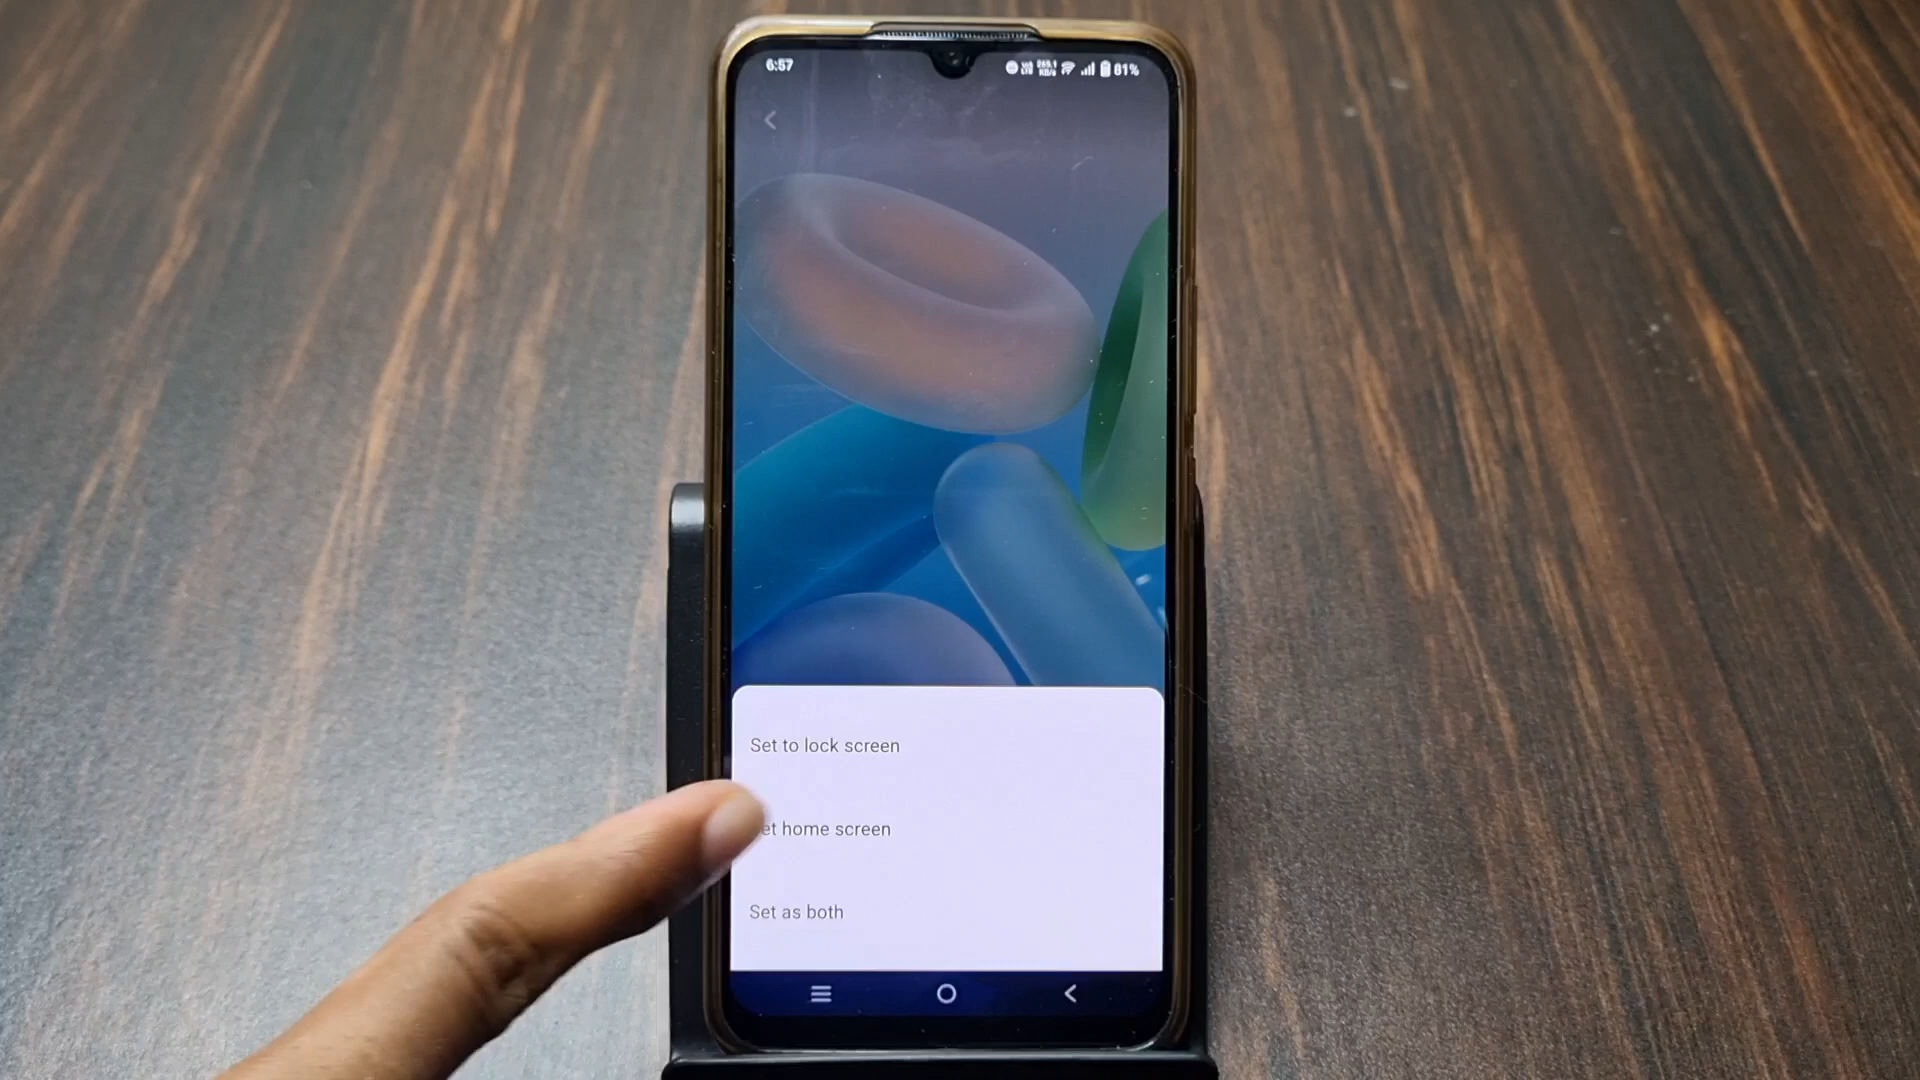 6:57
81%
Set to lock screen
et home screen
Set as both